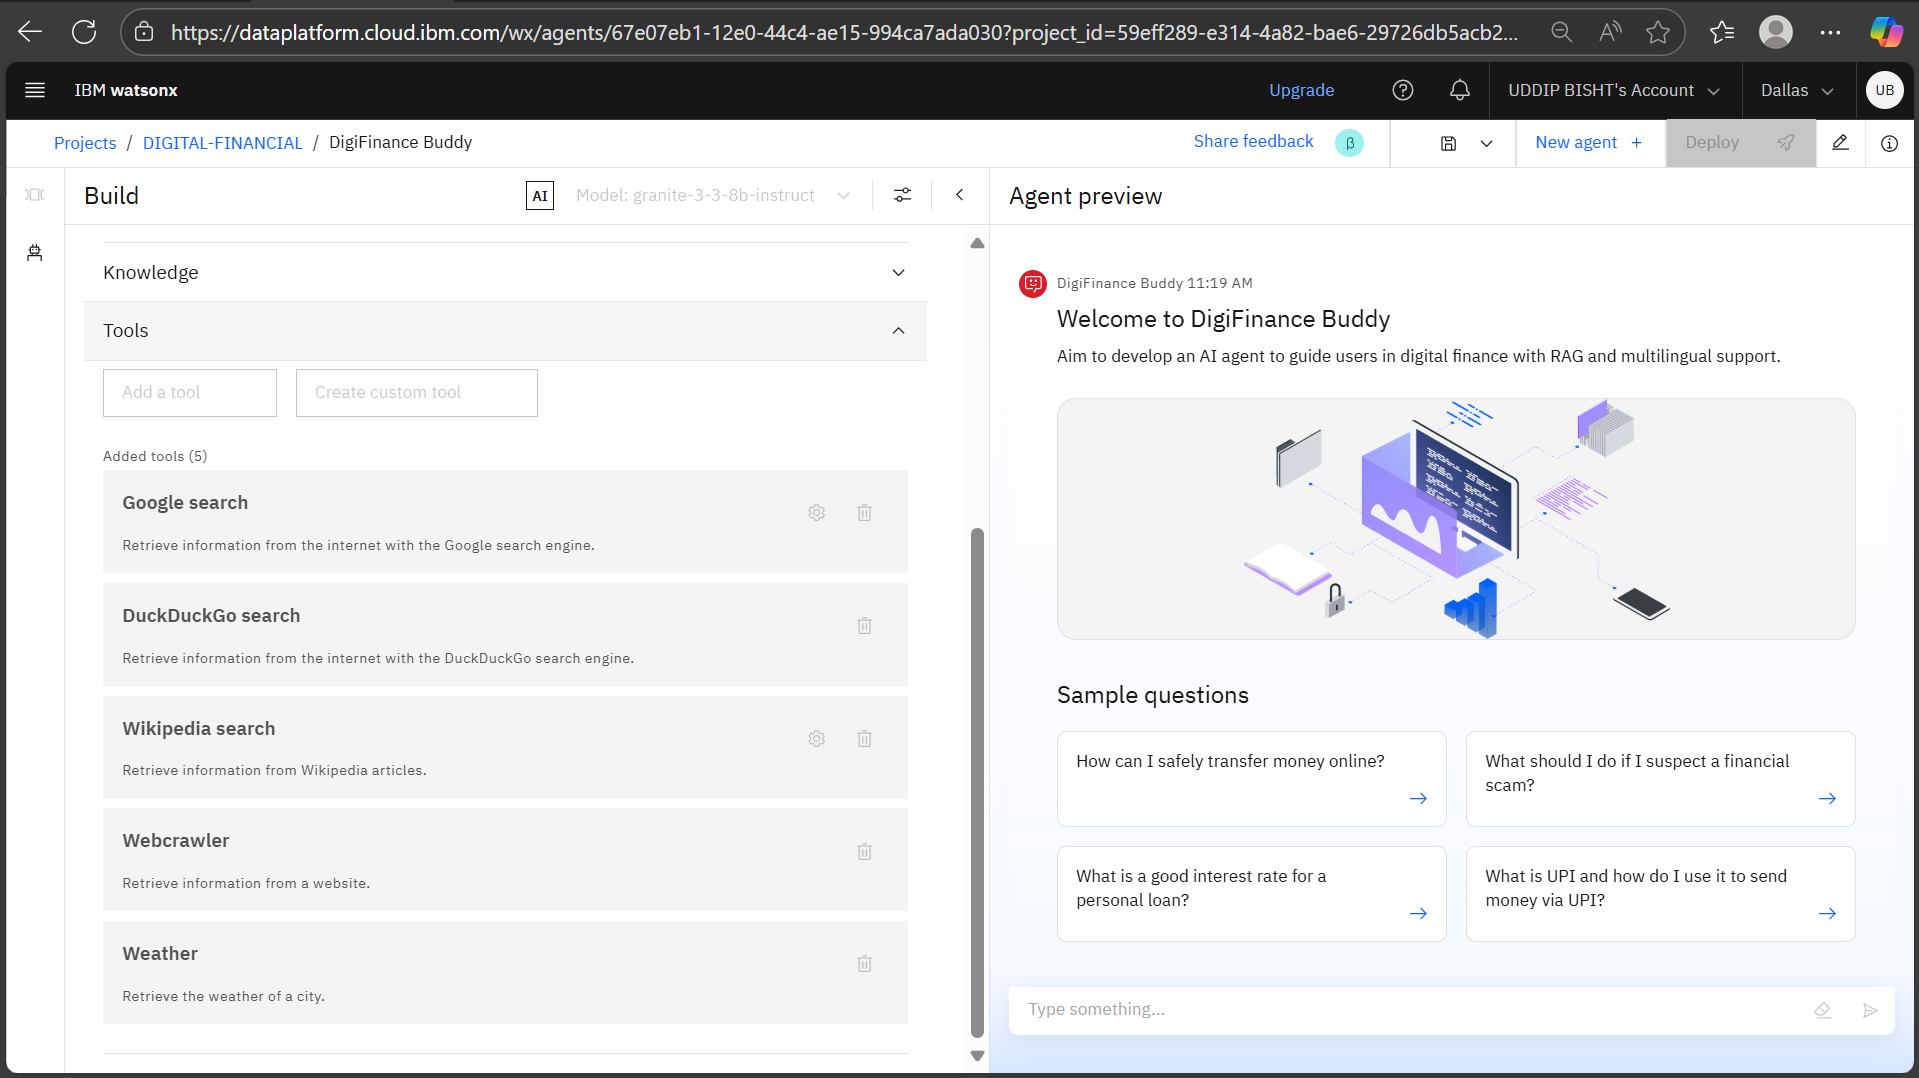 https://dataplatform.cloud.ibm.com/wx/agents/67e07eb1-12e0-44c4-ae15-994ca7ada030?project_id=59eff289-e314-4a82-bae6-29726db5acb2...
IBM watsonx
Upgrade
UDDIP BISHT's Account
Dallas
UB
Projects / DIGITAL-FINANCIAL / DigiFinance Buddy
Share feedback
β
New agent +
Deploy
Build
AI
Model: granite-3-3-8b-instruct
Knowledge
Tools
Add a tool
Create custom tool
Added tools (5)
Google search
Retrieve information from the internet with the Google search engine.
DuckDuckGo search
Retrieve information from the internet with the DuckDuckGo search engine.
Wikipedia search
Retrieve information from Wikipedia articles.
Webcrawler
Retrieve information from a website.
Weather
Retrieve the weather of a city.
Agent preview
DigiFinance Buddy 11:19 AM
Welcome to DigiFinance Buddy
Aim to develop an AI agent to guide users in digital finance with RAG and multilingual support.
Sample questions
How can I safely transfer money online?
What should I do if I suspect a financial
scam?
What is a good interest rate for a
personal loan?
What is UPI and how do I use it to send
money via UPI?
Type something...